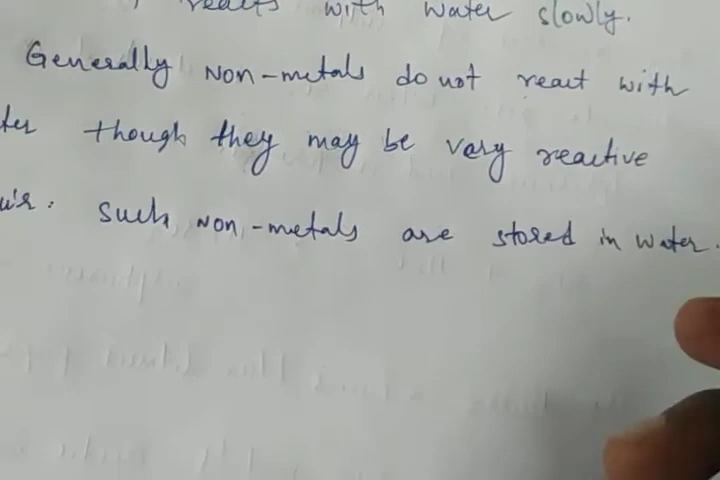 reacts with water slowly.
Generally Non-metals do not react with
though they may be very reactive
Such Non-metals are stored in water.